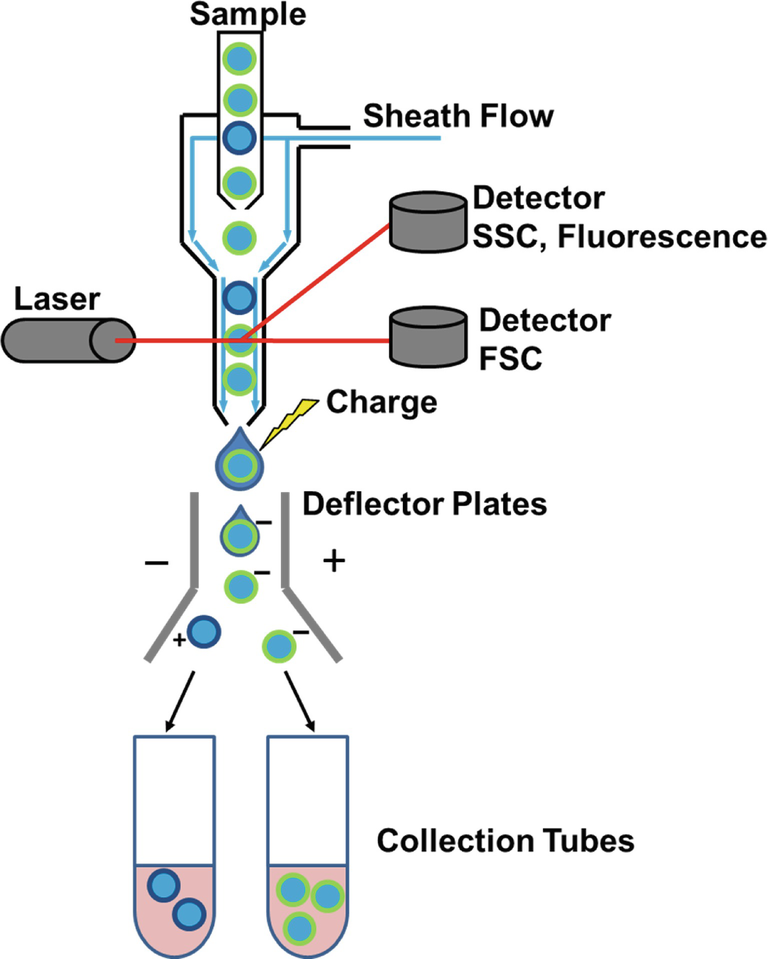 Sample
Sheath Flow
Detector
SSC, Fluorescence
Laser
Detector
FSC
Charge
Deflector Plates
−
− +
−
+ −
Collection Tubes